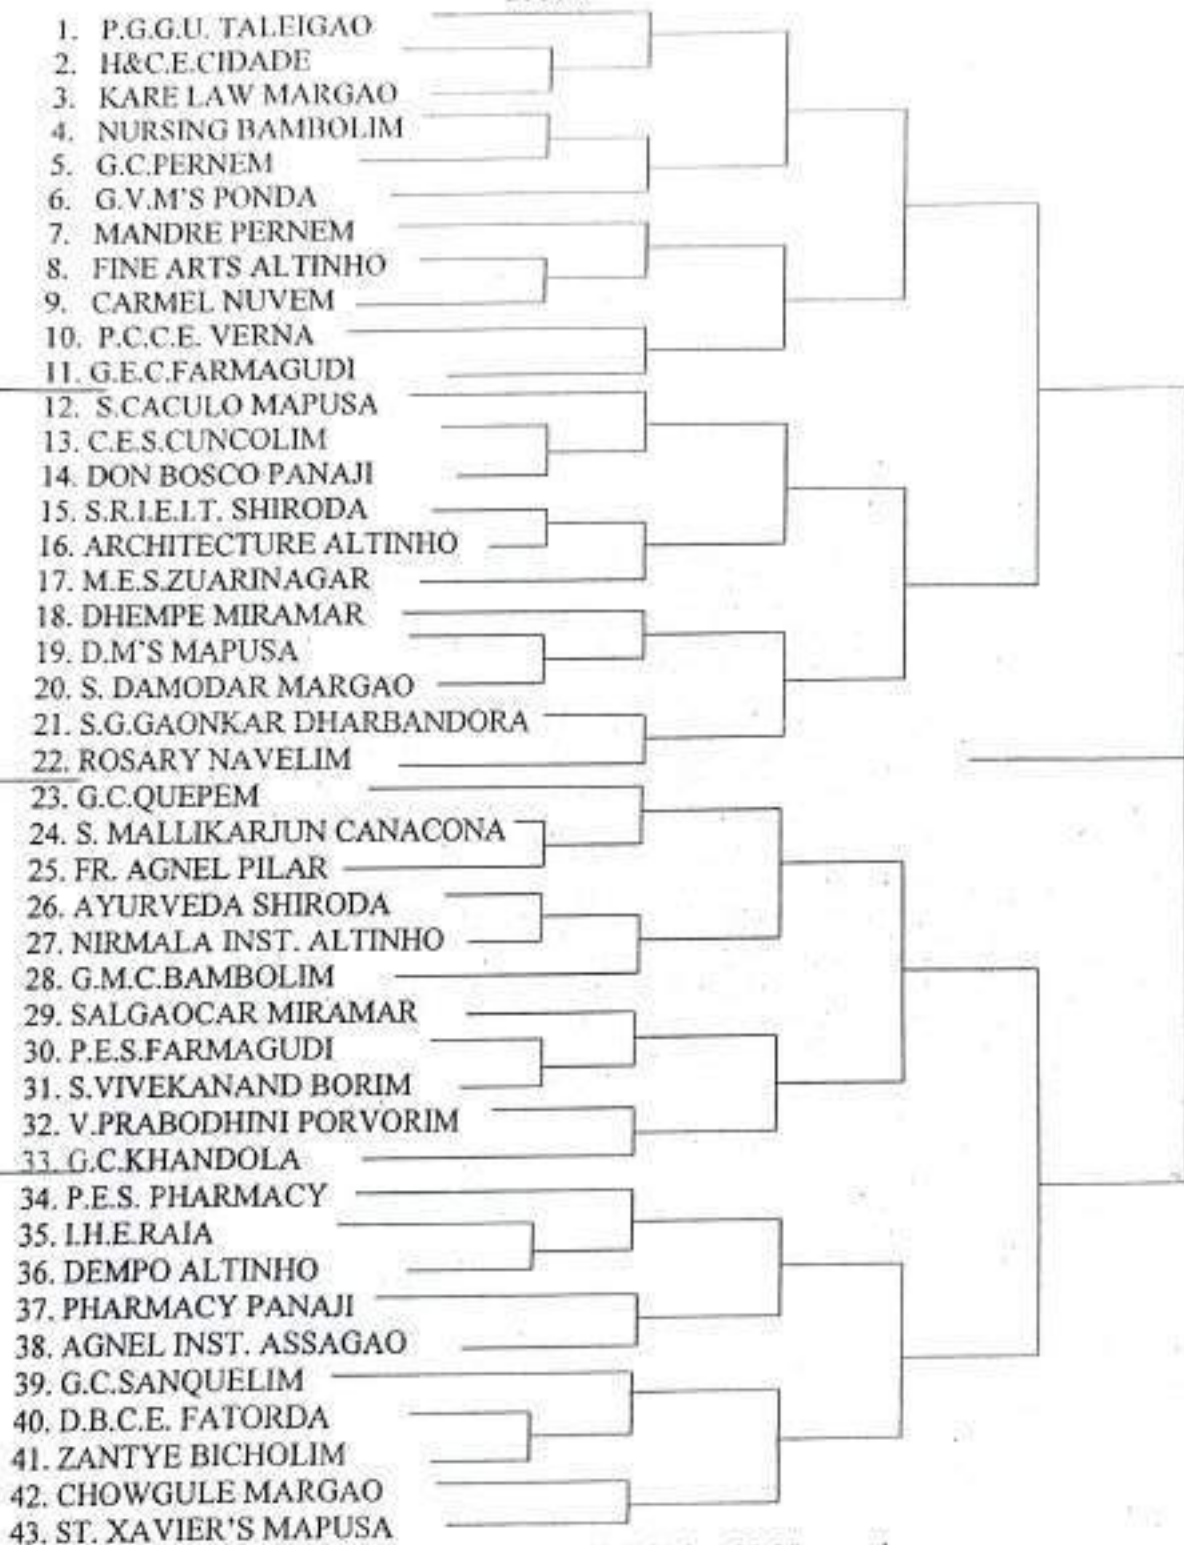 1. P.G.G.U. TALEIGAO
2. H&C.E.CIDADE
3. KARE LAW MARGAO
4. NURSING BAMBOLIM
5. G.C.PERNEM
6. G.V.M'S PONDA
7. MANDRE PERNEM
8. FINE ARTS ALTINHO
9. CARMEL NUVEM
10. P.C.C.E. VERNA
11. G.E.C.FARMAGUDI
12. S.CACULO MAPUSA
13. C.E.S.CUNCOLIM
14. DON BOSCO PANAJI
15. S.R.I.E.I.T. SHIRODA
16. ARCHITECTURE ALTINHO
17. M.E.S.ZUARINAGAR
18. DHEMPE MIRAMAR
19. D.M'S MAPUSA
20. S. DAMODAR MARGAO
21. S.G.GAONKAR DHARBANDORA
22. ROSARY NAVELIM
23. G.C.QUEPEM
24. S. MALLIKARJUN CANACONA
25. FR. AGNEL PILAR
26. AYURVEDA SHIRODA
27. NIRMALA INST. ALTINHO
28. G.M.C.BAMBOLIM
29. SALGAOCAR MIRAMAR
30. P.E.S.FARMAGUDI
31. S.VIVEKANAND BORIM
32. V.PRABODHINI PORVORIM
33. G.C.KHANDOLA
34. P.E.S. PHARMACY
35. I.H.E.RAIA
36. DEMPO ALTINHO
37. PHARMACY PANAJI
38. AGNEL INST. ASSAGAO
39. G.C.SANQUELIM
40. D.B.C.E. FATORDA
41. ZANTYE BICHOLIM
42. CHOWGULE MARGAO
43. ST. XAVIER'S MAPUSA